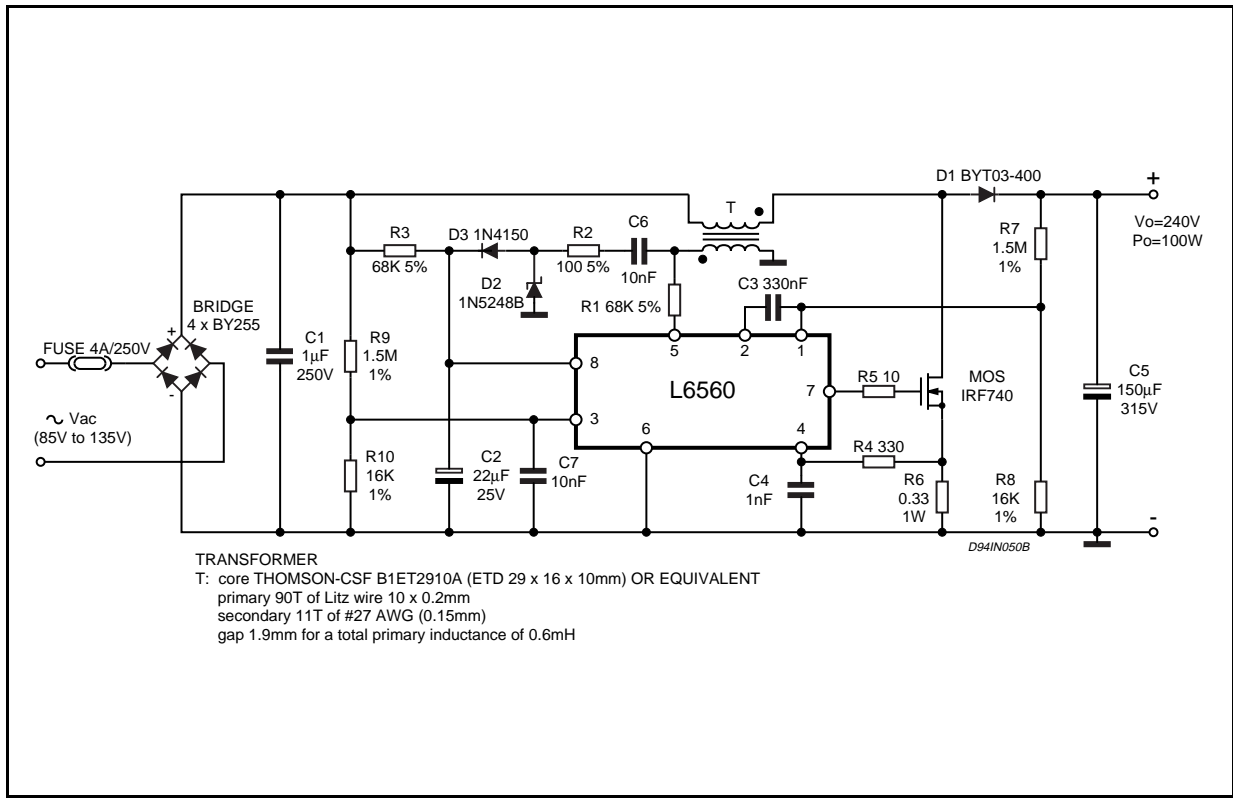 D1 BYT03-400
+
T
Vo=240V
Po=100W
C6
10nF
R3
68K 5%
D3 1N4150
R2
100 5%
R7
1.5M
1%
D2
1N5248B
C3 330nF
R1 68K 5%
BRIDGE
4 x BY255
+
-
FUSE 4A/250V
C1
1µF
250V
R9
1.5M
1%
5
2
1
8
L6560
7
R5 10
MOS
IRF740
C5
150µF
315V
3
6
4
~ Vac
(85V to 135V)
R10
16K
1%
C2
22µF
25V
C7
10nF
R4 330
C4
1nF
R6
0.33
1W
R8
16K
1%
-
D94IN050B
TRANSFORMER
T: core THOMSON-CSF B1ET2910A (ETD 29 x 16 x 10mm) OR EQUIVALENT
primary 90T of Litz wire 10 x 0.2mm
secondary 11T of #27 AWG (0.15mm)
gap 1.9mm for a total primary inductance of 0.6mH